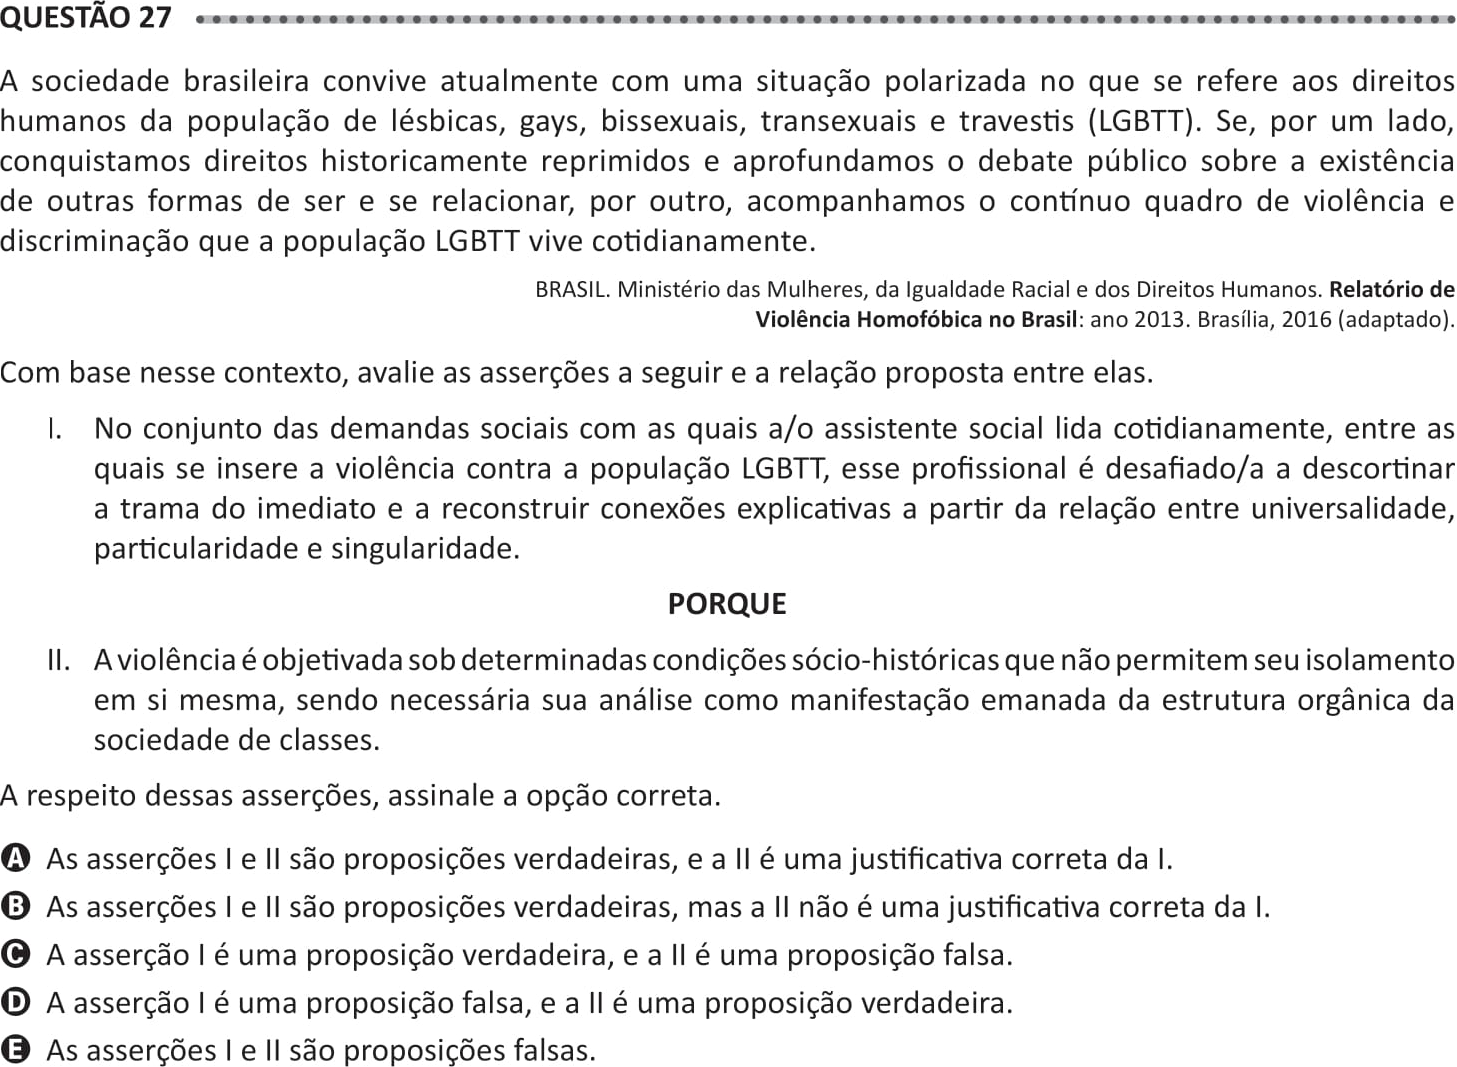 QUESTÃO 27
A sociedade brasileira convive atualmente com uma situação polarizada no que se refere aos direitos
humanos da população de lésbicas, gays, bissexuais, transexuais e travestis (LGBTT). Se, por um lado,
conquistamos direitos historicamente reprimidos e aprofundamos o debate público sobre a existência
de outras formas de ser e se relacionar, por outro, acompanhamos o contínuo quadro de violência e
discriminação que a população LGBTT vive cotidianamente.
BRASIL. Ministério das Mulheres, da Igualdade Racial e dos Direitos Humanos. Relatório de
Violência Homofóbica no Brasil: ano 2013. Brasília, 2016 (adaptado).
Com base nesse contexto, avalie as asserções a seguir e a relação proposta entre elas.
I. No conjunto das demandas sociais com as quais a/o assistente social lida cotidianamente, entre as
quais se insere a violência contra a população LGBTT, esse profissional é desafiado/a a descortinar
a trama do imediato e a reconstruir conexões explicativas a partir da relação entre universalidade,
particularidade e singularidade.
PORQUE
II. A violência é objetivada sob determinadas condições sócio-históricas que não permitem seu isolamento
em si mesma, sendo necessária sua análise como manifestação emanada da estrutura orgânica da
sociedade de classes.
A respeito dessas asserções, assinale a opção correta.
A As asserções I e II são proposições verdadeiras, e a II é uma justificativa correta da I.
B As asserções I e II são proposições verdadeiras, mas a II não é uma justificativa correta da I.
C A asserção I é uma proposição verdadeira, e a II é uma proposição falsa.
D A asserção I é uma proposição falsa, e a II é uma proposição verdadeira.
E As asserções I e II são proposições falsas.